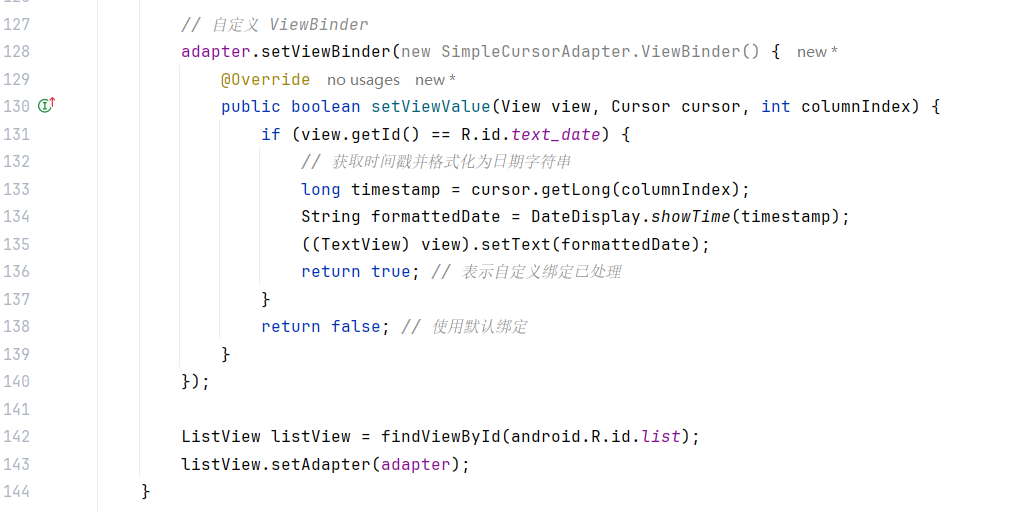 127 // 自定义 ViewBinder
128 adapter.setViewBinder(new SimpleCursorAdapter.ViewBinder() { new *
129 @Override no usages new *
130 public boolean setViewValue(View view, Cursor cursor, int columnIndex) {
131 if (view.getId() == R.id.text_date) {
132 // 获取时间戳并格式化为日期字符串
133 long timestamp = cursor.getLong(columnIndex);
134 String formattedDate = DateDisplay.showTime(timestamp);
135 ((TextView) view).setText(formattedDate);
136 return true; // 表示自定义绑定已处理
137 }
138 return false; // 使用默认绑定
139 }
140 });
141
142 ListView listView = findViewById(android.R.id.list);
143 listView.setAdapter(adapter);
144 }